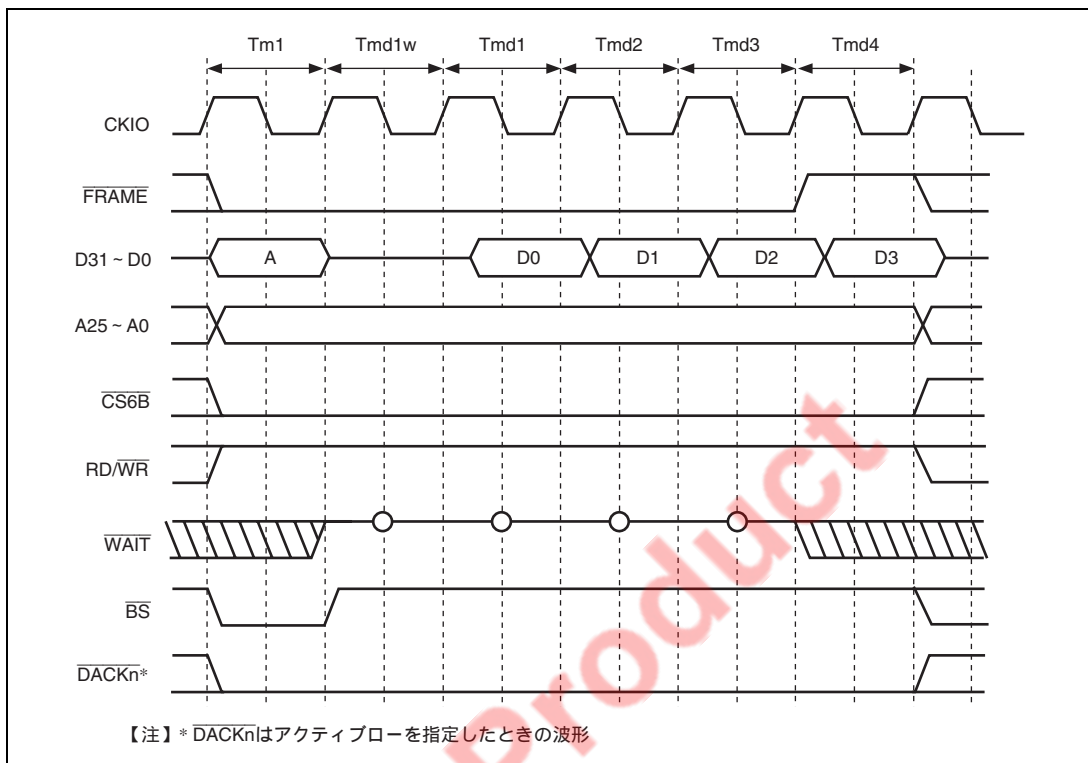 Tm1 Tmd1w Tmd1 Tmd2 Tmd3 Tmd4
CKIO
FRAME
D31 ~ D0 A D0 D1 D2 D3
A25 ~ A0
CS6B
RD/WR
WAIT
BS
DACKn*
【注】* DACKnはアクティブローを指定したときの波形
Product